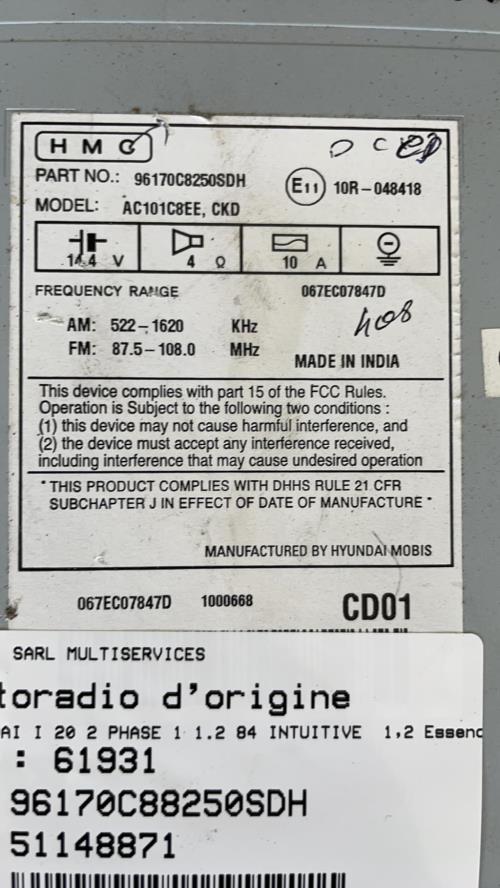 HMC
PART NO.: 96170C8250SDH
E11 10R-048418
MODEL: AC101C8EE, CKD
14.4 V 4 Ω 10 A
FREQUENCY RANGE 067EC07847D
408
AM: 522-1620 KHz
FM: 87.5-108.0 MHz
MADE IN INDIA
This device complies with part 15 of the FCC Rules.
Operation is Subject to the following two conditions :
(1) this device may not cause harmful interference, and
(2) the device must accept any interference received,
including interference that may cause undesired operation
* THIS PRODUCT COMPLIES WITH DHHS RULE 21 CFR
SUBCHAPTER J IN EFFECT OF DATE OF MANUFACTURE *
MANUFACTURED BY HYUNDAI MOBIS
067EC07847D 1000668 CD01
SARL MULTISERVICES
toradio d'origine
AI I 20 2 PHASE 1 1.2 84 INTUITIVE 1,2 Essenc
: 61931
96170C88250SDH
51148871